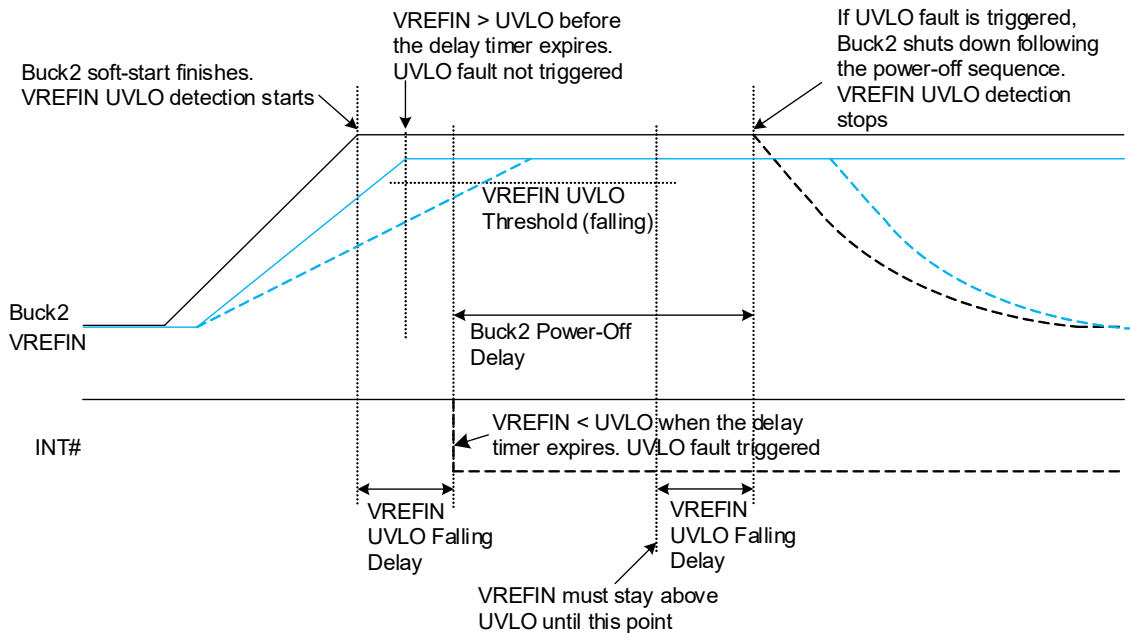 VREFIN > UVLO before
the delay timer expires.
UVLO fault not triggered
If UVLO fault is triggered,
Buck2 shuts down following
the power-off sequence.
VREFIN UVLO detection
stops
Buck2 soft-start finishes.
VREFIN UVLO detection starts
VREFIN UVLO
Threshold (falling)
Buck2
VREFIN
Buck2 Power-Off
Delay
INT#
VREFIN < UVLO when the delay
timer expires. UVLO fault triggered
VREFIN
UVLO Falling
Delay
VREFIN
UVLO Falling
Delay
VREFIN must stay above
UVLO until this point